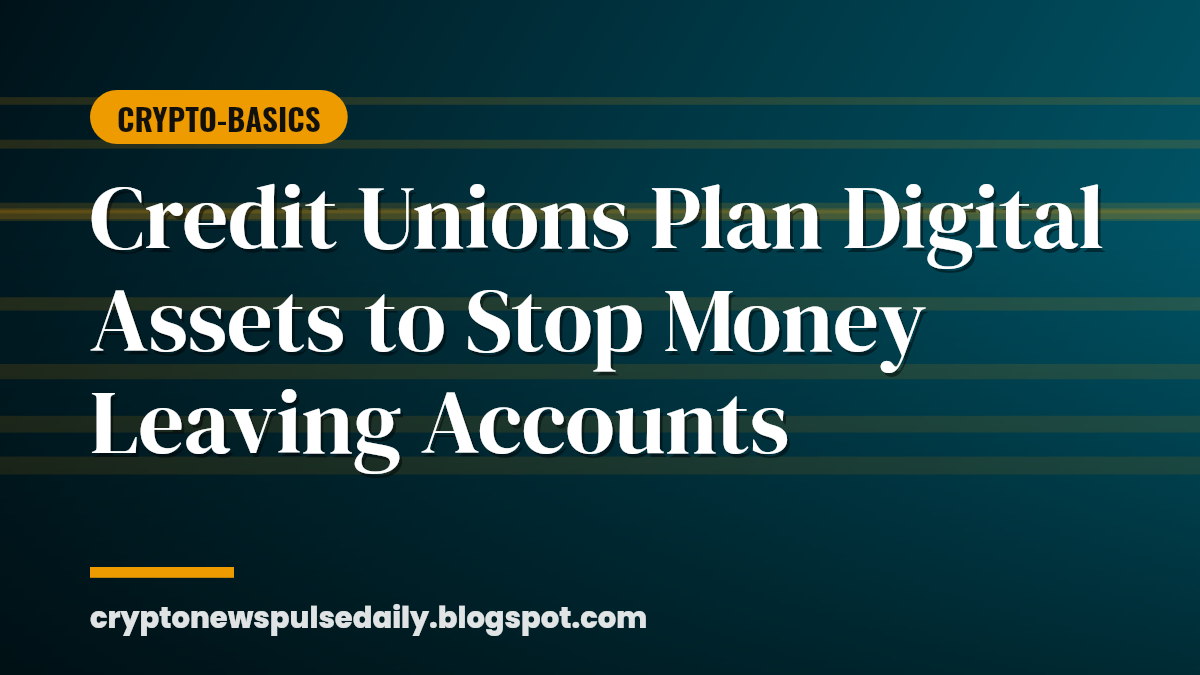 CRYPTO-BASICS
Credit Unions Plan Digital
Assets to Stop Money
Leaving Accounts
cryptonewspulsedaily.blogspot.com